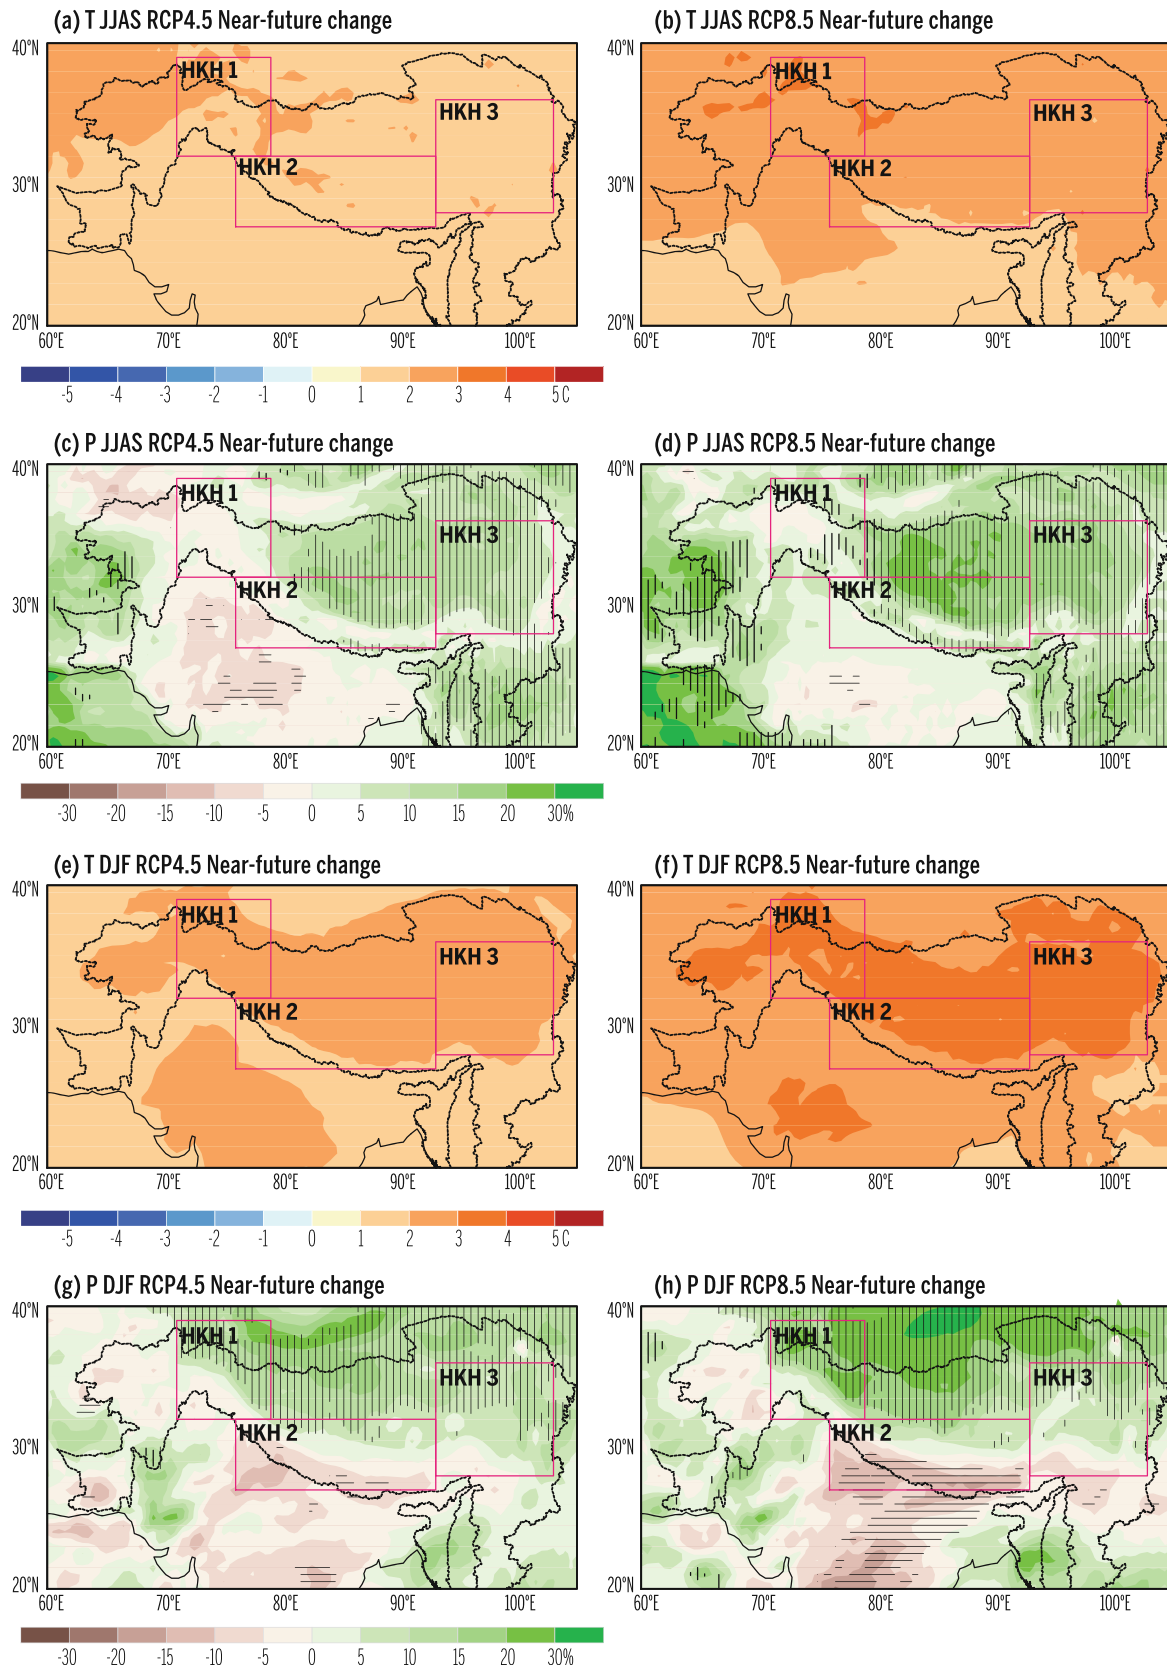 (a) T JJAS RCP4.5 Near-future change
(b) T JJAS RCP8.5 Near-future change
40°N
30°N
20°N
HKH 1
HKH 2
HKH 3
60°E 70°E 80°E 90°E 100°E
40°N
30°N
20°N
HKH 1
HKH 2
HKH 3
60°E 70°E 80°E 90°E 100°E
-5 -4 -3 -2 -1 0 1 2 3 4 5 C
(c) P JJAS RCP4.5 Near-future change
(d) P JJAS RCP8.5 Near-future change
40°N
30°N
20°N
HKH 1
HKH 2
HKH 3
60°E 70°E 80°E 90°E 100°E
40°N
30°N
20°N
HKH 1
HKH 2
HKH 3
60°E 70°E 80°E 90°E 100°E
-30 -20 -15 -10 -5 0 5 10 15 20 30%
(e) T DJF RCP4.5 Near-future change
(f) T DJF RCP8.5 Near-future change
40°N
30°N
20°N
HKH 1
HKH 2
HKH 3
60°E 70°E 80°E 90°E 100°E
40°N
30°N
20°N
HKH 1
HKH 2
HKH 3
60°E 70°E 80°E 90°E 100°E
-5 -4 -3 -2 -1 0 1 2 3 4 5 C
(g) P DJF RCP4.5 Near-future change
(h) P DJF RCP8.5 Near-future change
40°N
30°N
20°N
HKH 1
HKH 2
HKH 3
60°E 70°E 80°E 90°E 100°E
40°N
30°N
20°N
HKH 1
HKH 2
HKH 3
60°E 70°E 80°E 90°E 100°E
-30 -20 -15 -10 -5 0 5 10 15 20 30%